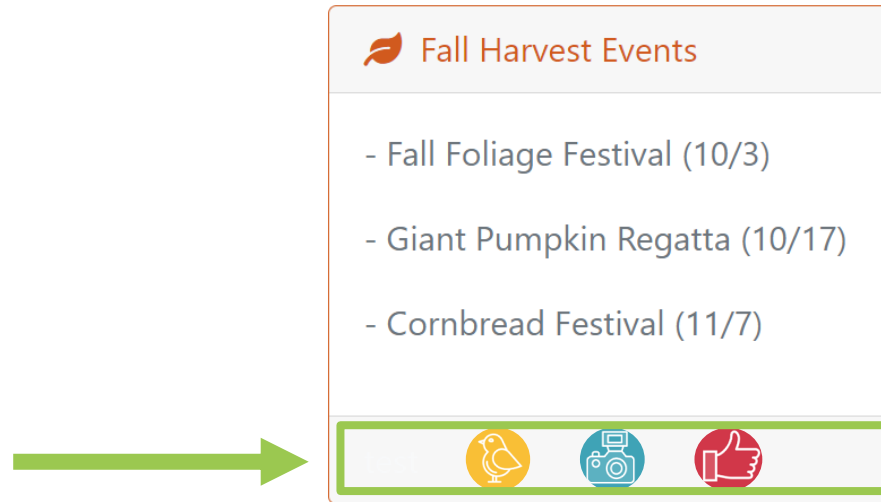 Fall Harvest Events
- Fall Foliage Festival (10/3)
- Giant Pumpkin Regatta (10/17)
- Cornbread Festival (11/7)